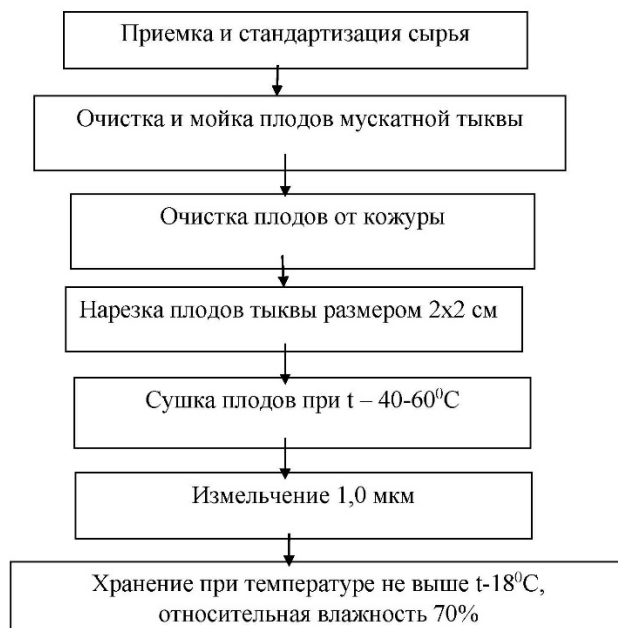 Приемка и стандартизация сырья
Очистка и мойка плодов мускатной тыквы
Очистка плодов от кожуры
Нарезка плодов тыквы размером 2х2 см
Сушка плодов при t – 40-60⁰С
Измельчение 1,0 мкм
Хранение при температуре не выше t-18⁰С,
относительная влажность 70%